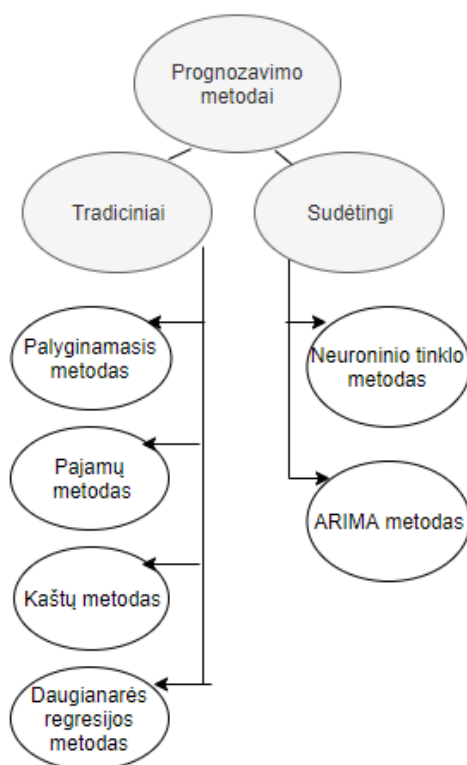 Prognozavimo
metodai
Tradiciniai
Sudėtingi
Palyginamasis
metodas
Neuroninio tinklo
metodas
Pajamų
metodas
ARIMA metodas
Kaštų metodas
Daugianarės
regresijos
metodas